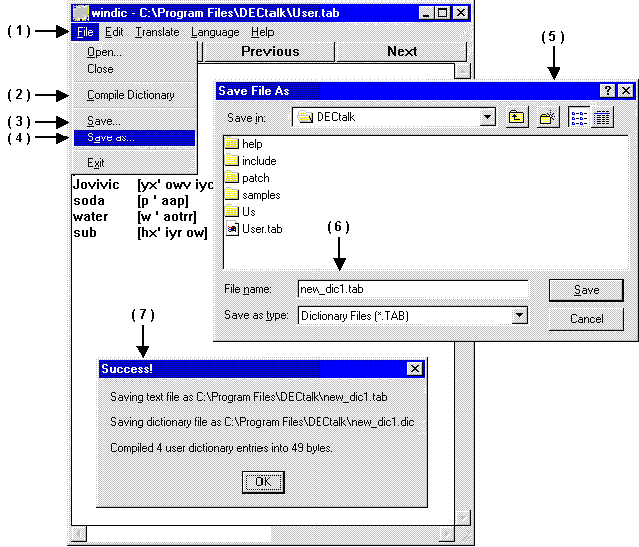 windic - C:\Program Files\DECtalk\User.tab
( 1 )
File Edit Translate Language Help
Previous Next
Open...
Close
( 2 )
Compile Dictionary
( 3 )
Save...
( 4 )
Save as...
Exit
Jovivic [yx' owv iyc
soda [p ' aap]
water [w ' aotrr]
sub [hx' iyr ow]
( 5 )
Save File As
Save in: DECtalk
help
include
patch
samples
Us
User.tab
( 6 )
File name: new_dic1.tab Save
Save as type: Dictionary Files (*.TAB) Cancel
( 7 )
Success!
Saving text file as C:\Program Files\DECtalk\new_dic1.tab
Saving dictionary file as C:\Program Files\DECtalk\new_dic1.dic
Compiled 4 user dictionary entries into 49 bytes.
OK